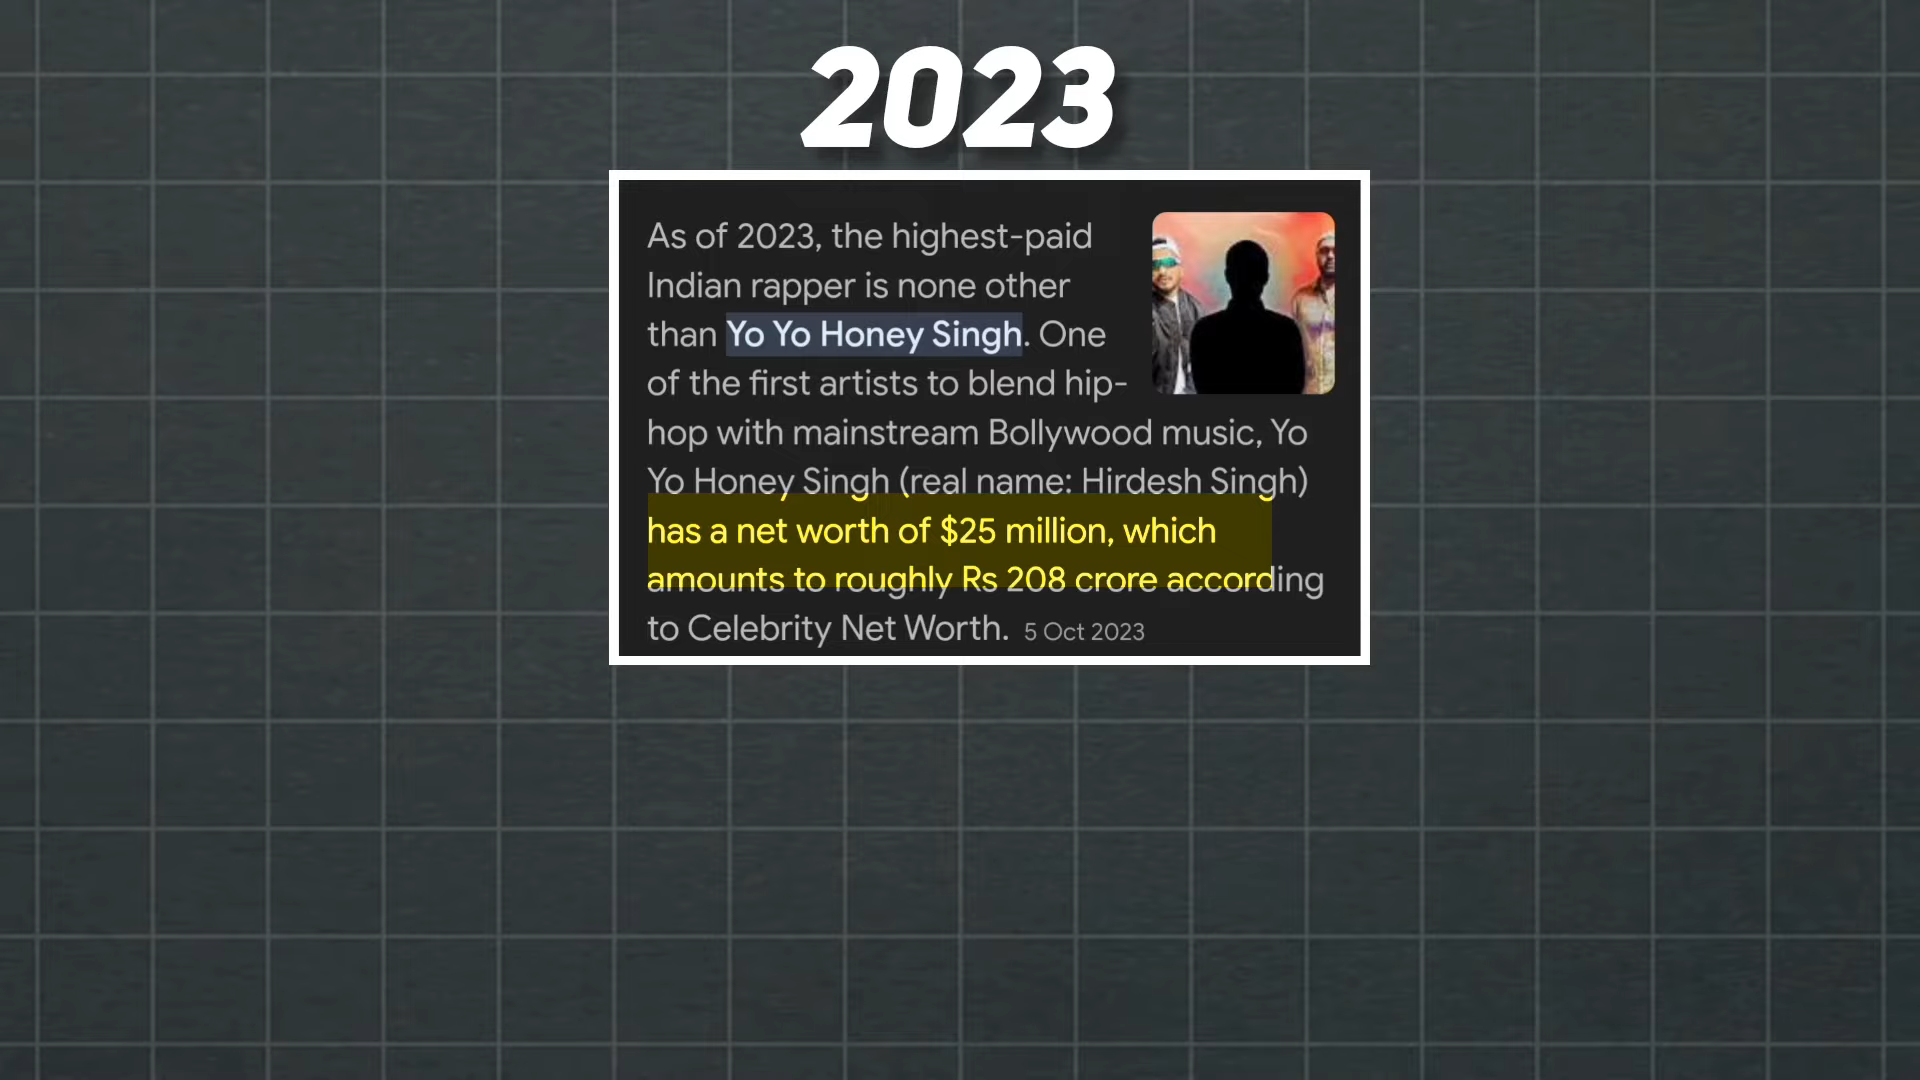 2023
As of 2023, the highest-paid
Indian rapper is none other
than Yo Yo Honey Singh. One
of the first artists to blend hip-
hop with mainstream Bollywood music, Yo
Yo Honey Singh (real name: Hirdesh Singh)
has a net worth of $25 million, which
amounts to roughly Rs 208 crore according
to Celebrity Net Worth. 5 Oct 2023